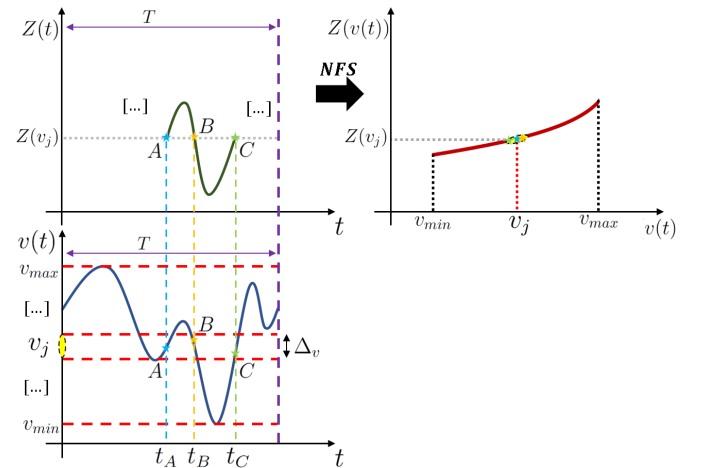 Z(t)
T
[...]
[...]
Z(v_j)
A
B
C
t
NFS
Z(v(t))
Z(v_j)
v_min
v_j
v_max
v(t)
v(t)
T
v_max
[...]
v_j
B
Δ_v
A
C
[...]
v_min
t_A
t_B
t_C
t